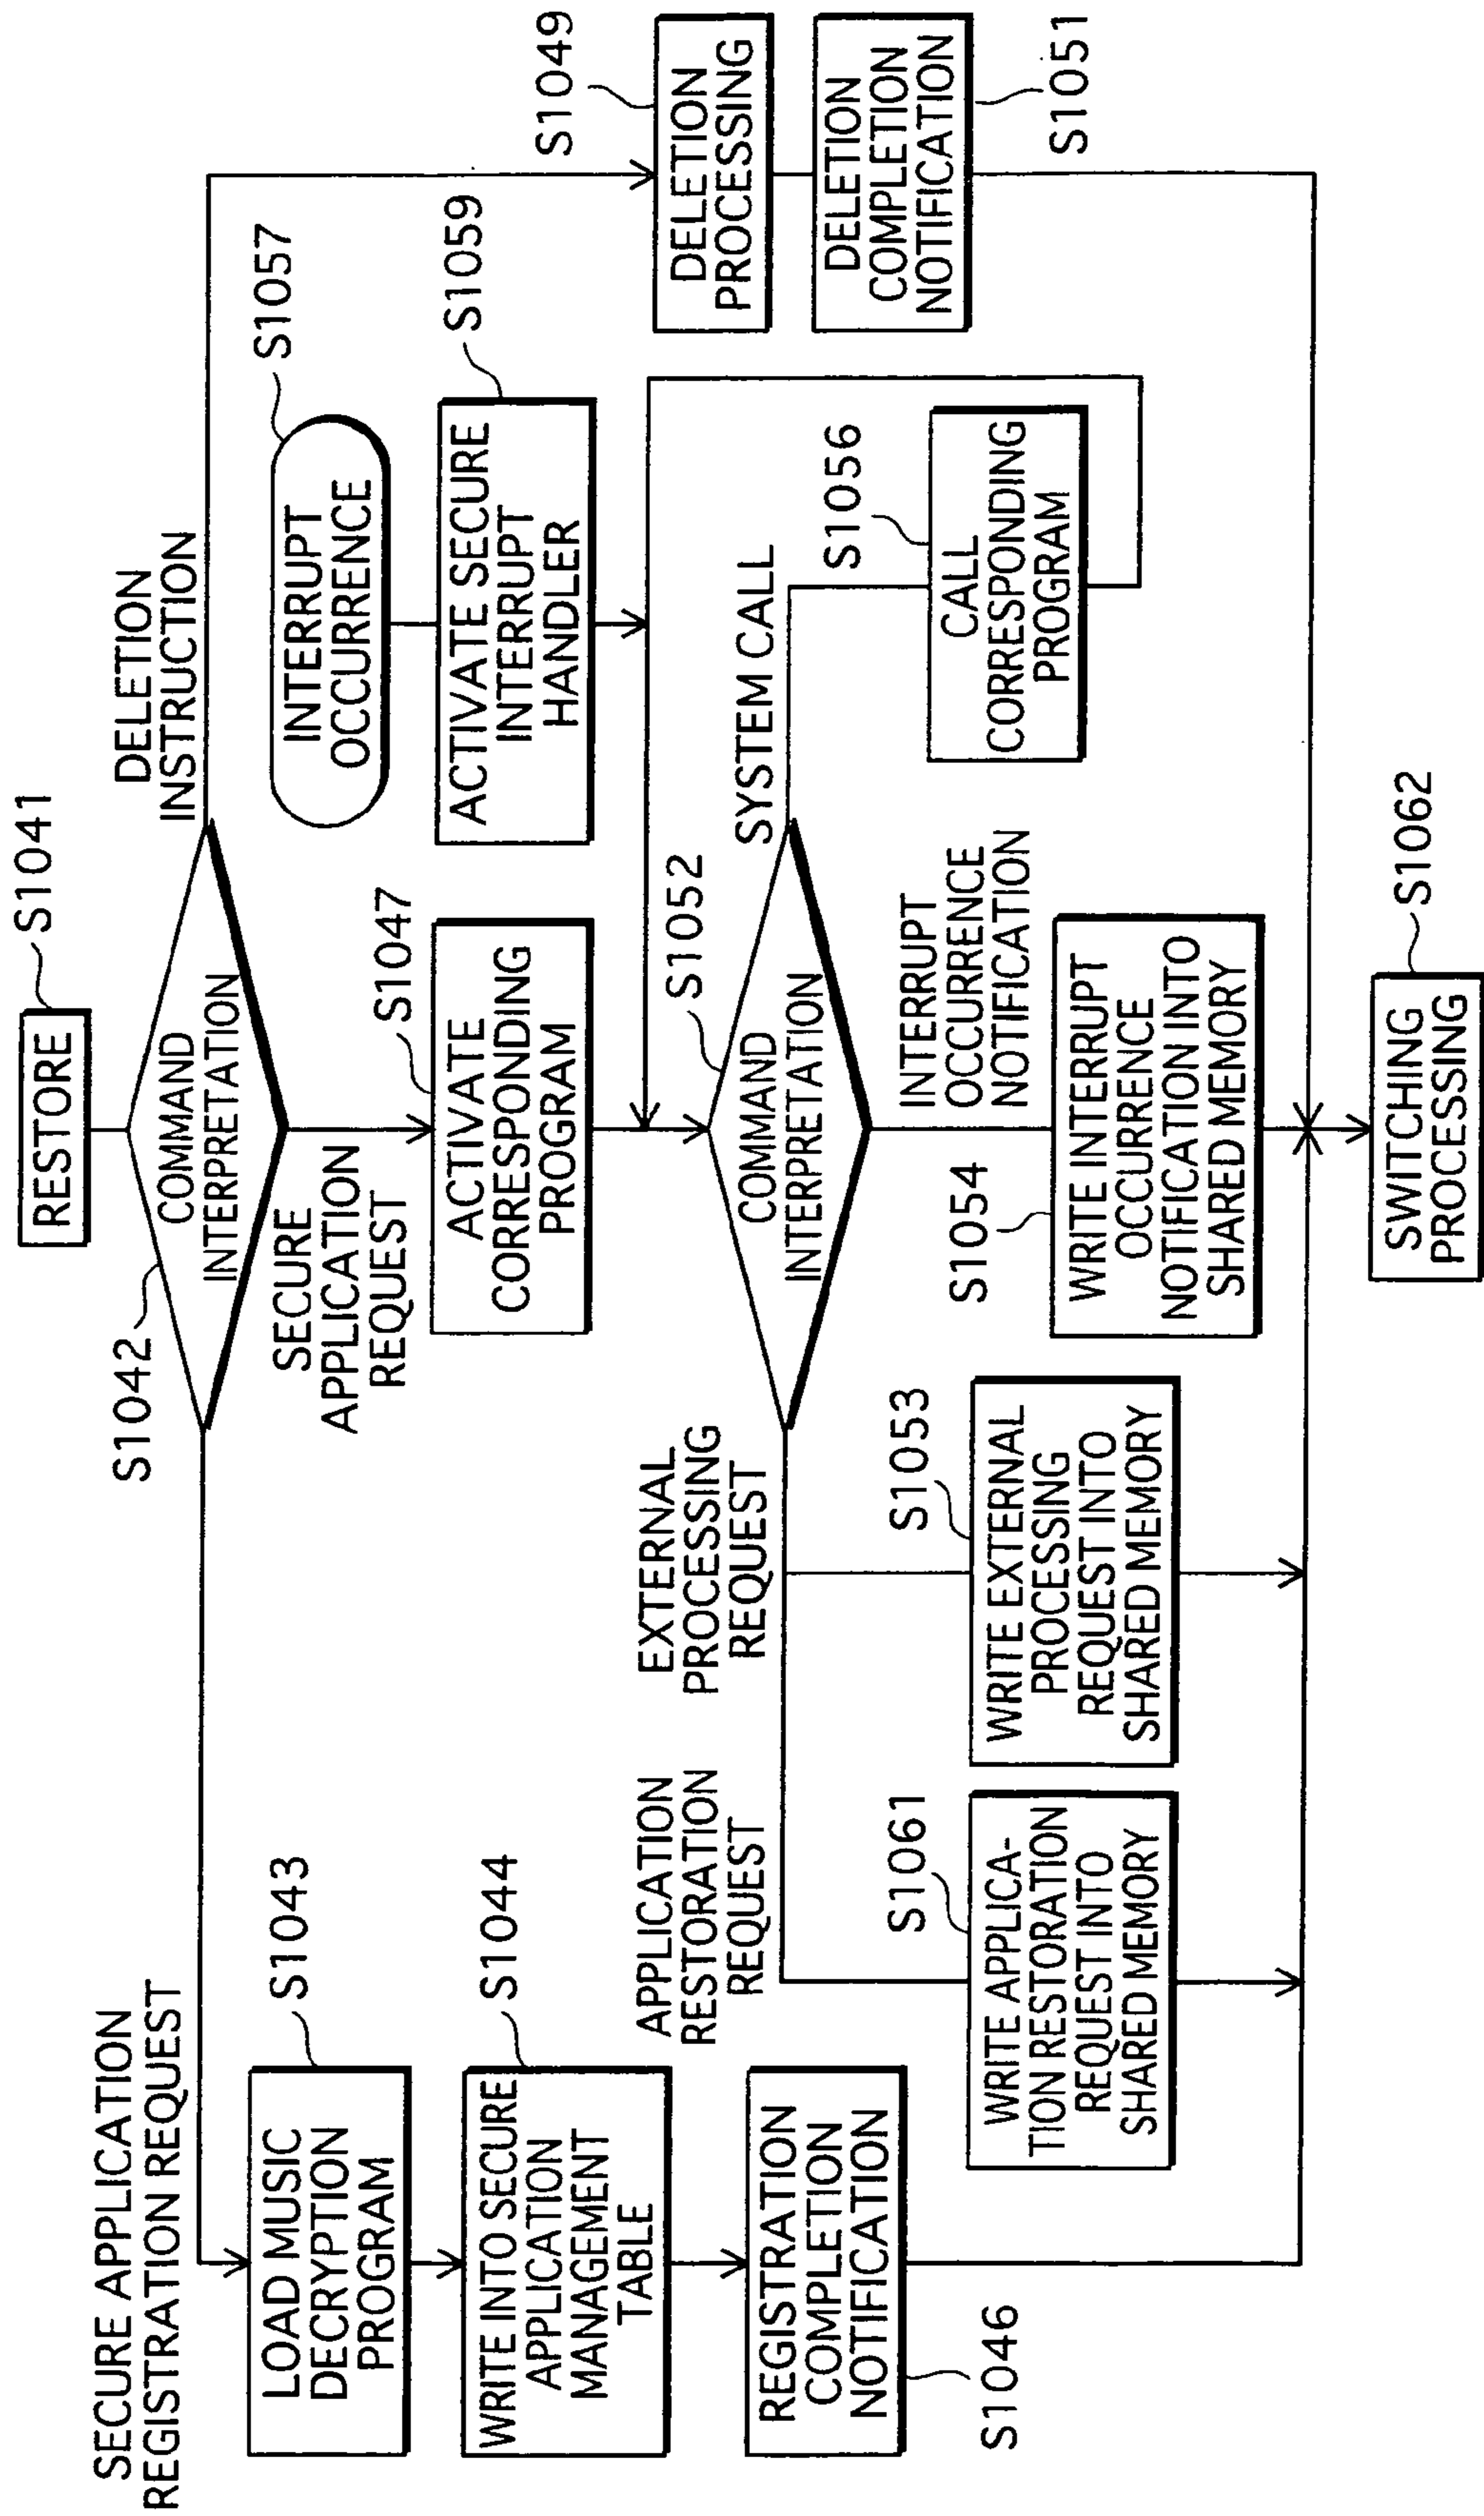 RESTORE
S1041
S1042
COMMAND
INTERPRETATION
SECURE APPLICATION
REGISTRATION REQUEST
SECURE
APPLICATION
REQUEST
DELETION
INSTRUCTION
LOAD MUSIC
DECRYPTION
PROGRAM
S1043
WRITE INTO SECURE
APPLICATION
MANAGEMENT
TABLE
S1044
REGISTRATION
COMPLETION
NOTIFICATION
S1046
ACTIVATE
CORRESPONDING
PROGRAM
S1047
INTERRUPT
OCCURRENCE
S1057
ACTIVATE SECURE
INTERRUPT
HANDLER
S1059
DELETION
PROCESSING
S1049
DELETION
COMPLETION
NOTIFICATION
S1051
COMMAND
INTERPRETATION
S1052
APPLICATION
RESTORATION
REQUEST
EXTERNAL
PROCESSING
REQUEST
INTERRUPT
OCCURRENCE
NOTIFICATION
SYSTEM CALL
WRITE APPLICA-
TION RESTORATION
REQUEST INTO
SHARED MEMORY
S1061
WRITE EXTERNAL
PROCESSING
REQUEST INTO
SHARED MEMORY
S1053
WRITE INTERRUPT
OCCURRENCE
NOTIFICATION INTO
SHARED MEMORY
S1054
CALL
CORRESPONDING
PROGRAM
S1056
SWITCHING
PROCESSING
S1062